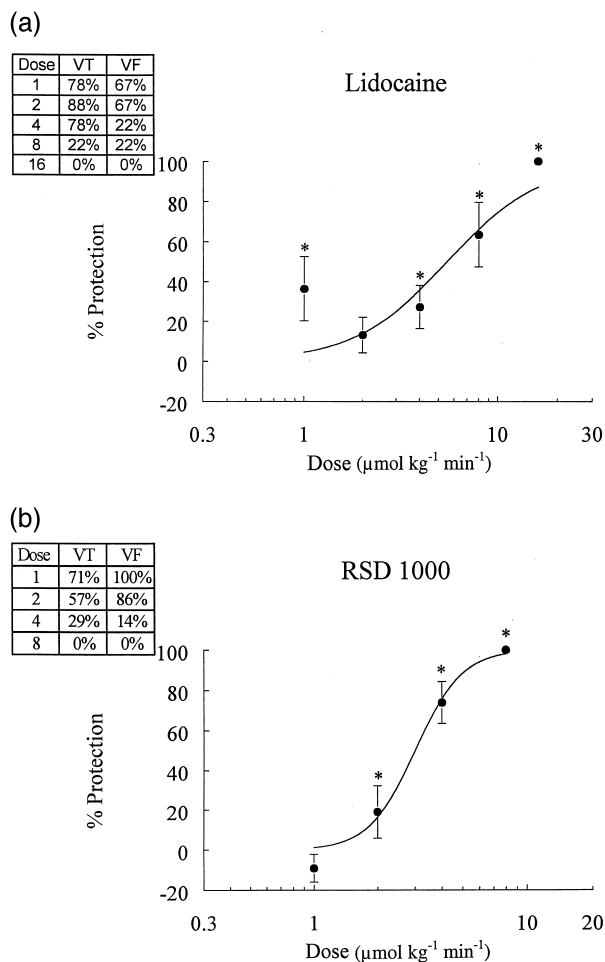 (a)
Dose VT VF
1 78% 67%
2 88% 67%
4 78% 22%
8 22% 22%
16 0% 0%
Lidocaine
% Protection
100
80
60
40
20
0
-20
* * * *
0.3 1 10 30
Dose (µmol kg⁻¹ min⁻¹)
(b)
Dose VT VF
1 71% 100%
2 57% 86%
4 29% 14%
8 0% 0%
RSD 1000
% Protection
100
80
60
40
20
0
-20
* * *
0.3 1 10 20
Dose (µmol kg⁻¹ min⁻¹)